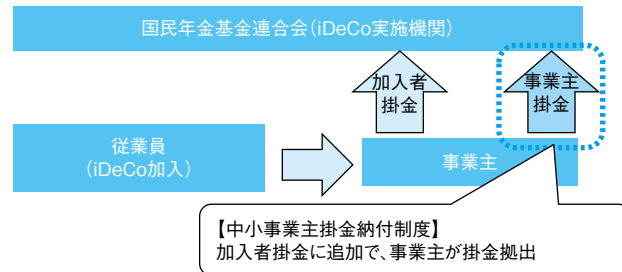 国民年金基金連合会（iDeCo実施機関）
加入者
掛金
事業主
掛金
従業員
（iDeCo加入）
事業主
【中小事業主掛金納付制度】
加入者掛金に追加で、事業主が掛金拠出